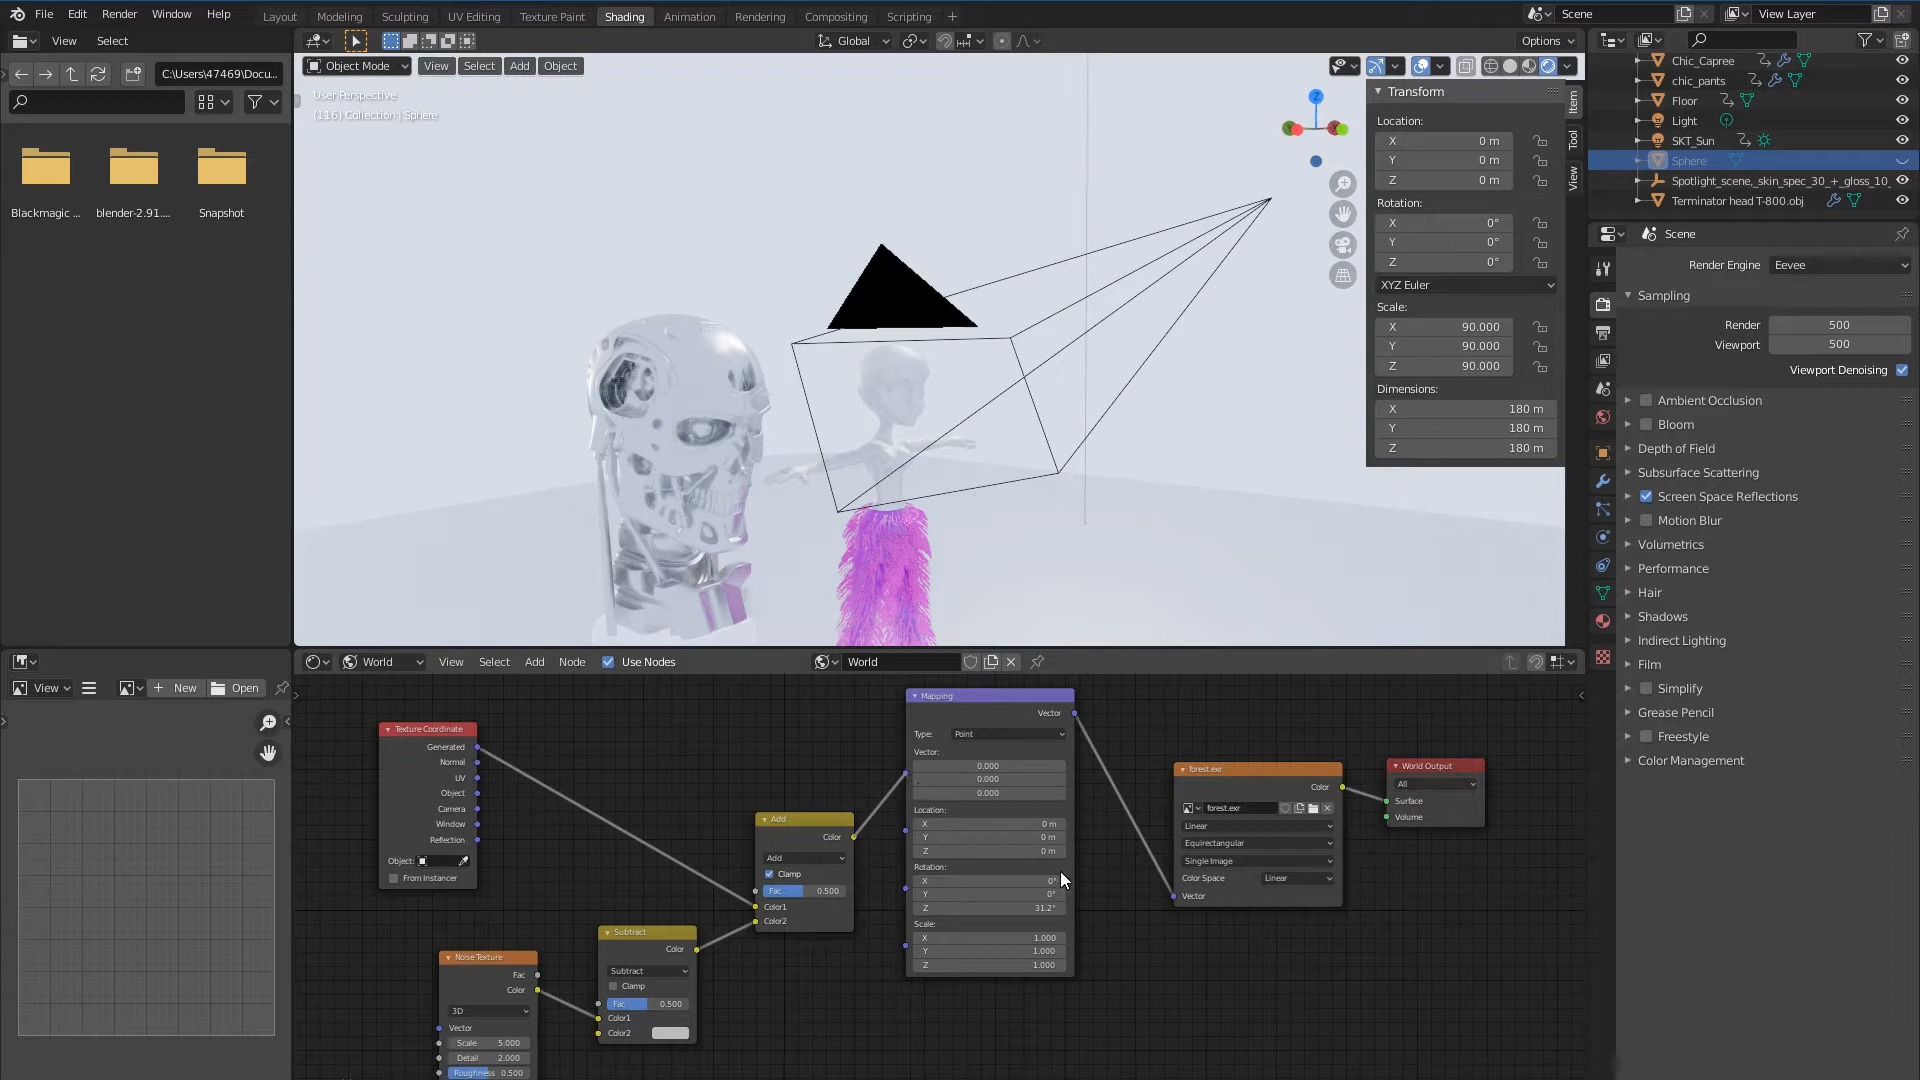 File Edit Render Window Help
Layout Modeling Sculpting UV Editing Texture Paint Shading Animation Rendering Compositing Scripting +
Scene
View Layer
View Select
Global
Options
C:\Users\47469\Docu...
Object Mode View Select Add Object
User Perspective
(116) Collection | Sphere
Z
Blackmagic ... blender-2.91.... Snapshot
Transform
Location:
X 0 m
Y 0 m
Z 0 m
Rotation:
X 0°
Y 0°
Z 0°
XYZ Euler
Scale:
X 90.000
Y 90.000
Z 90.000
Dimensions:
X 180 m
Y 180 m
Z 180 m
Item
Tool
View
Chic_Capree
chic_pants
Floor
Light
SKT_Sun
Sphere
Spotlight_scene,_skin_spec_30_+_gloss_10_
Terminator head T-800.obj
Scene
Render Engine Eevee
Sampling
Render 500
Viewport 500
Viewport Denoising
Ambient Occlusion
Bloom
Depth of Field
Subsurface Scattering
Screen Space Reflections
Motion Blur
Volumetrics
Performance
Hair
Shadows
Indirect Lighting
Film
Simplify
Grease Pencil
Freestyle
Color Management
View New Open
World View Select Add Node Use Nodes World
Texture Coordinate
Generated
Normal
UV
Object
Camera
Window
Reflection
Object:
From Instancer
Noise Texture
Fac
Color
3D
Vector
Scale 5.000
Detail 2.000
Roughness 0.500
Subtract
Color
Subtract
Clamp
Fac 0.500
Color1
Color2
Add
Color
Add
Clamp
Fac 0.500
Color1
Color2
Mapping
Vector
Type: Point
Vector:
0.000
0.000
0.000
Location:
X 0 m
Y 0 m
Z 0 m
Rotation:
X 0°
Y 0°
Z 31.2°
Scale:
X 1.000
Y 1.000
Z 1.000
forest.exr
Color
forest.exr
Linear
Equirectangular
Single Image
Color Space Linear
Vector
World Output
All
Surface
Volume